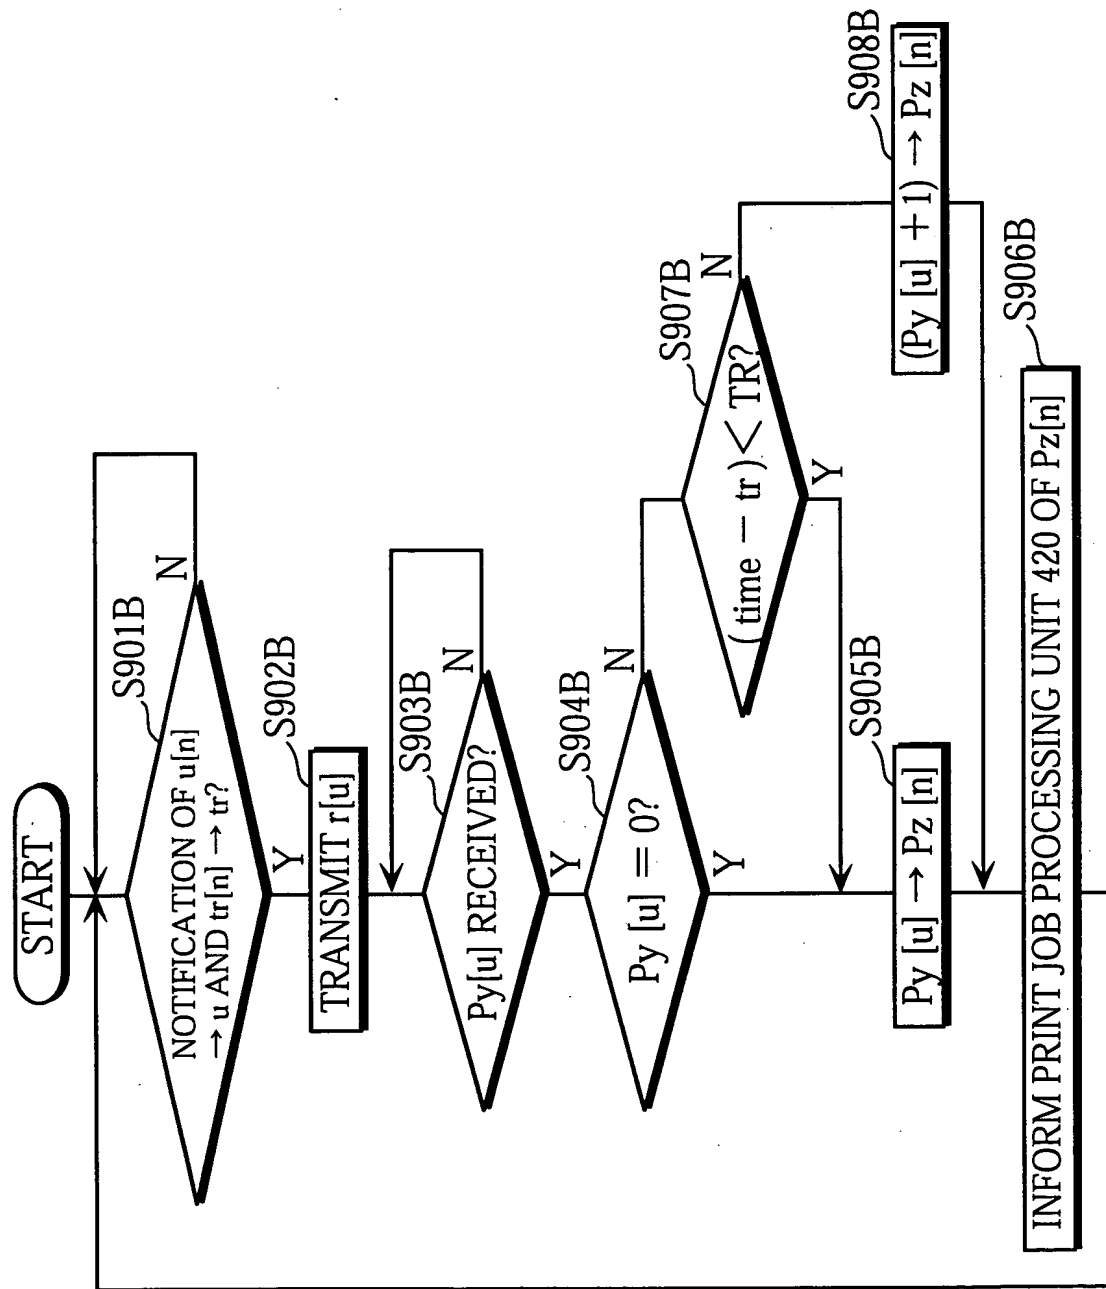 START
S901B
NOTIFICATION OF u[n]
→ u AND tr[n] → tr?
N
Y
S902B
TRANSMIT r[u]
S903B
Py[u] RECEIVED?
N
Y
S904B
Py [u] = 0?
N
Y
S907B
(time − tr) < TR?
N
Y
S905B
Py [u] → Pz [n]
S908B
(Py [u] + 1) → Pz [n]
S906B
INFORM PRINT JOB PROCESSING UNIT 420 OF Pz[n]